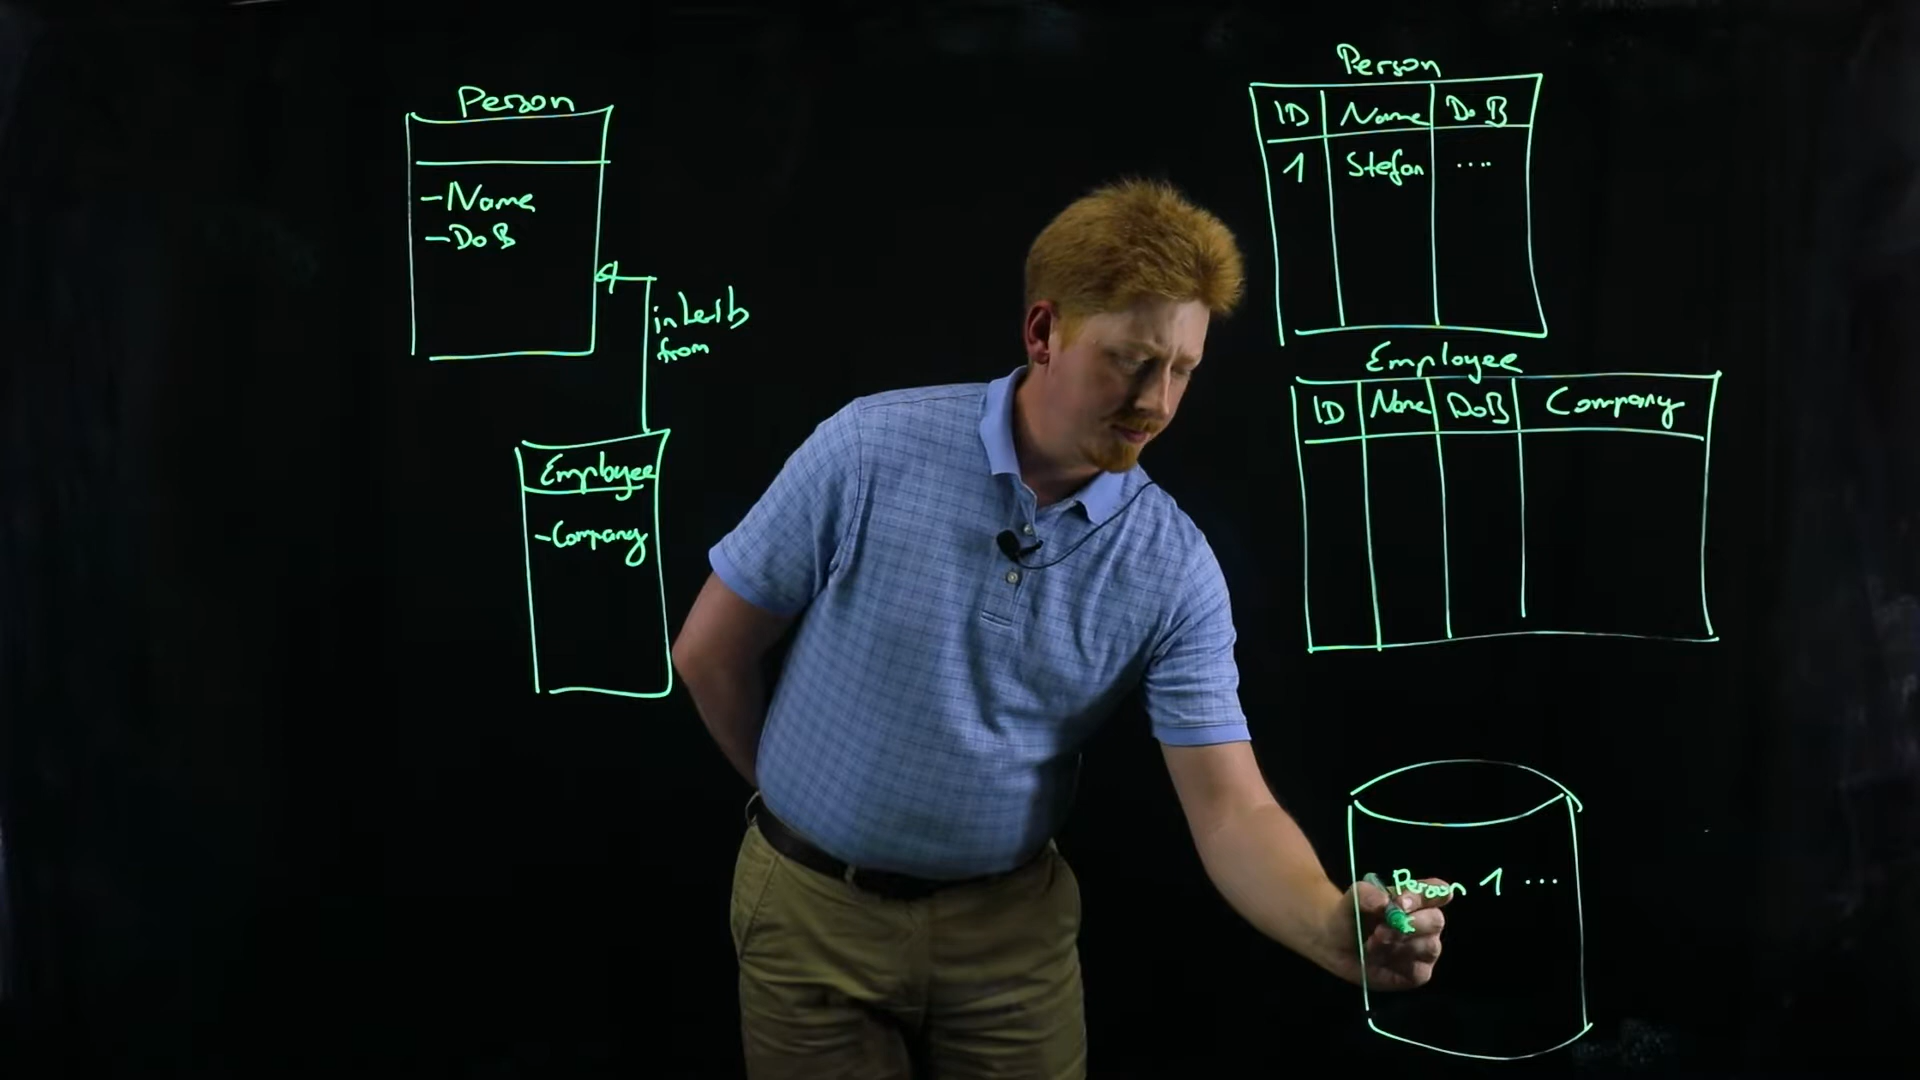 Person
- Name
- DoB
inherits
from
Employee
- Company
Person
ID Name DoB
1 Stefan ....
Employee
ID Name DoB Company
Person 1 ...